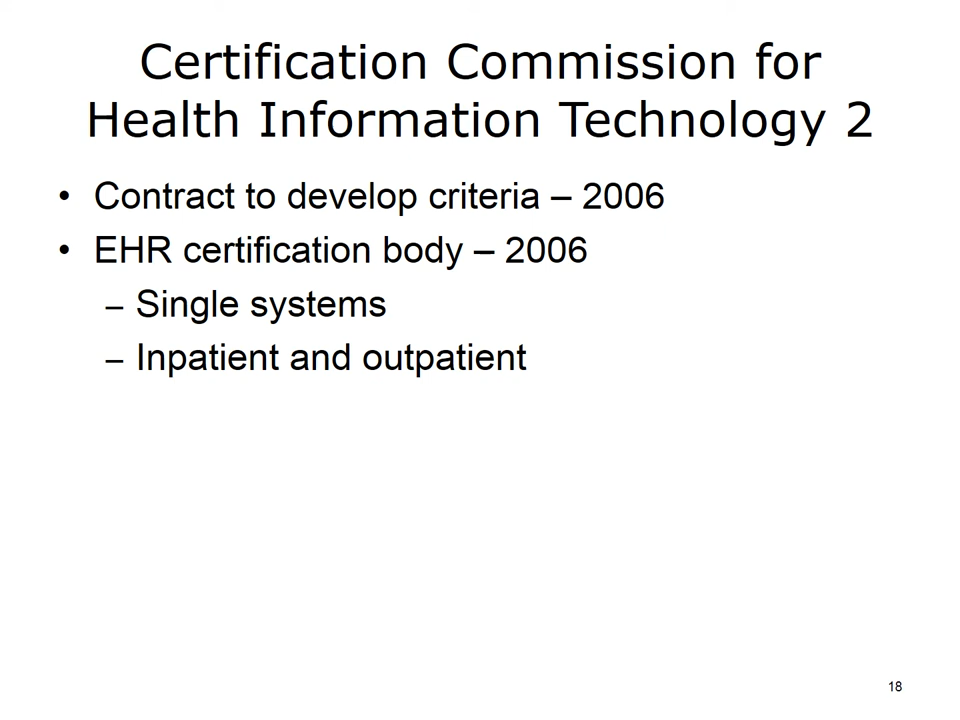 Certification Commission for
Health Information Technology 2
• Contract to develop criteria – 2006
• EHR certification body – 2006
– Single systems
– Inpatient and outpatient
18